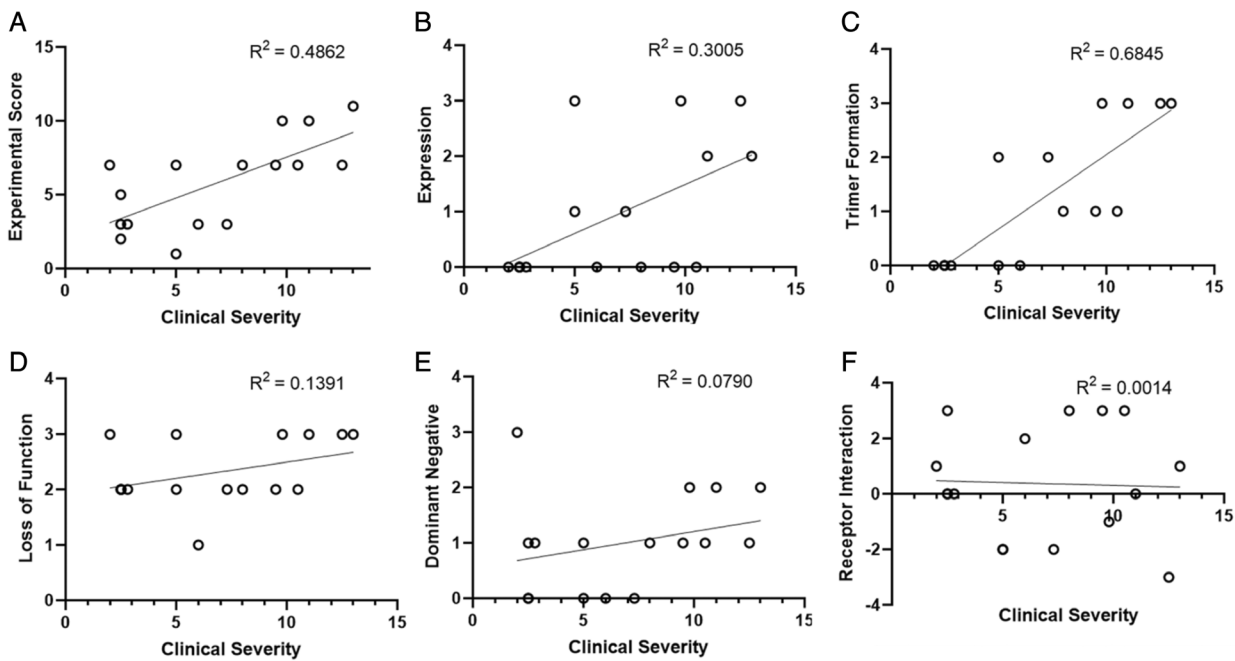 A
R² = 0.4862
15
10
5
0
Experimental Score
0 5 10
Clinical Severity
B
R² = 0.3005
4
3
2
1
0
Expression
0 5 10 15
Clinical Severity
C
R² = 0.6845
4
3
2
1
0
Trimer Formation
0 5 10 15
Clinical Severity
D
R² = 0.1391
4
3
2
1
0
Loss of Function
0 5 10 15
Clinical Severity
E
R² = 0.0790
4
3
2
1
0
Dominant Negative
0 5 10 15
Clinical Severity
F
R² = 0.0014
4
2
0
-2
-4
Receptor Interaction
5 10 15
Clinical Severity